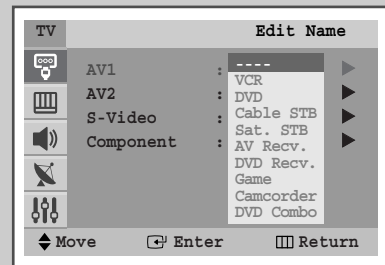 TV Edit Name
AV1 : ----
VCR
AV2 : DVD
S-Video : Cable STB
Sat. STB
Component : AV Recv.
DVD Recv.
Game
Camcorder
DVD Combo
Move Enter Return